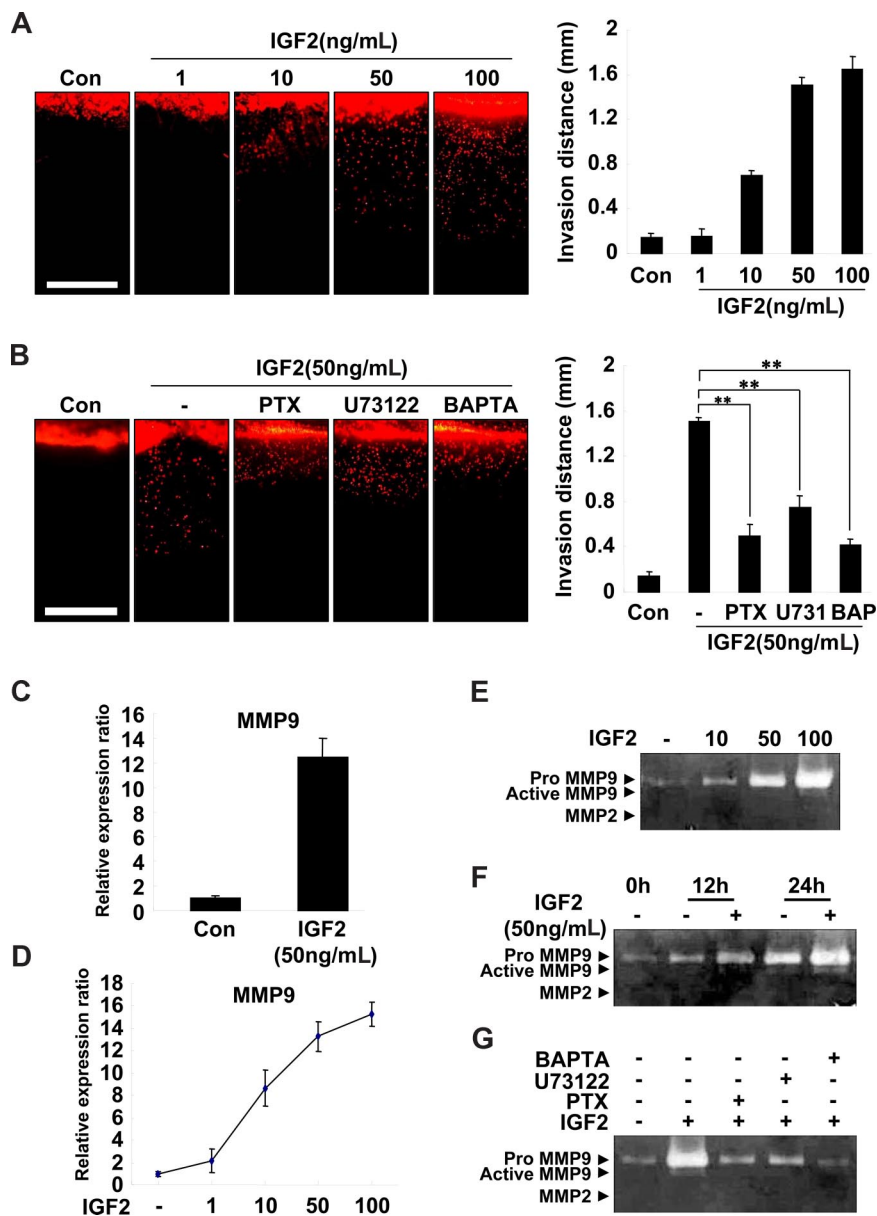 A
IGF2(ng/mL)
Con 1 10 50 100
Invasion distance (mm)
2
1.6
1.2
0.8
0.4
0
Con 1 10 50 100
IGF2(ng/mL)
B
IGF2(50ng/mL)
Con - PTX U73122 BAPTA
Invasion distance (mm)
2
1.6
1.2
0.8
0.4
0
**
**
**
Con - PTX U731 BAP
IGF2(50ng/mL)
C
MMP9
Relative expression ratio
16
14
12
10
8
6
4
2
0
Con IGF2
(50ng/mL)
D
MMP9
Relative expression ratio
18
16
14
12
10
8
6
4
2
0
IGF2 - 1 10 50 100
E
IGF2 - 10 50 100
Pro MMP9 ►
Active MMP9 ►
MMP2 ►
F
0h 12h 24h
IGF2
(50ng/mL) - - + - +
Pro MMP9 ►
Active MMP9 ►
MMP2 ►
G
BAPTA - - - - +
U73122 - - - + -
PTX - - + - -
IGF2 - + + + +
Pro MMP9 ►
Active MMP9 ►
MMP2 ►